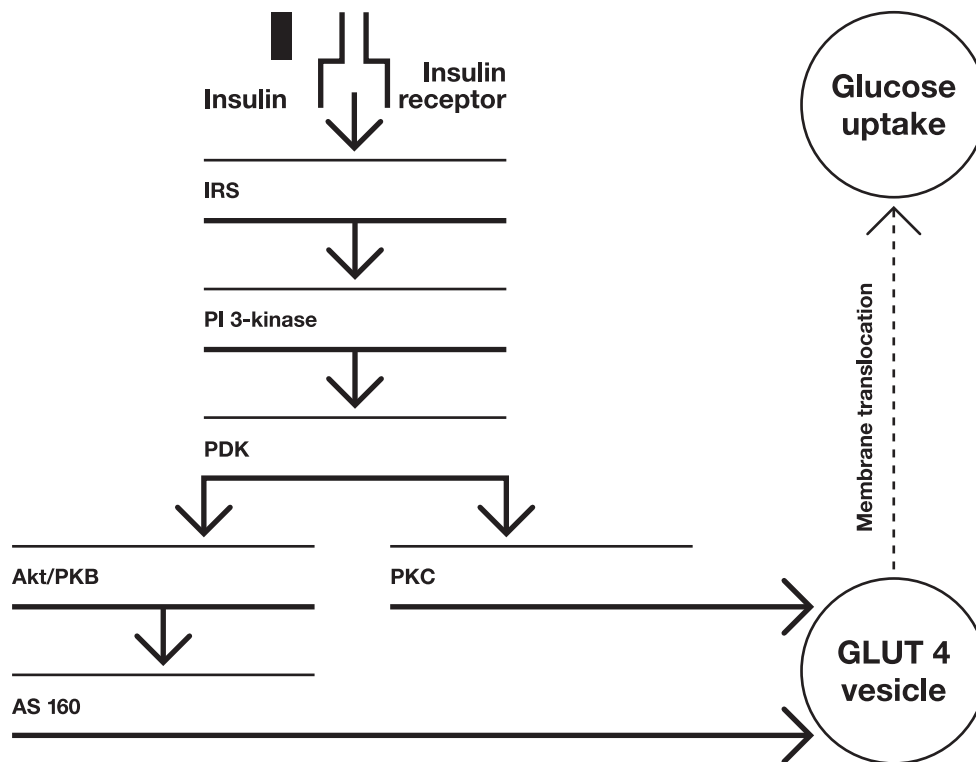 Insulin
Insulin
receptor
Glucose
uptake
IRS
PI 3-kinase
PDK
Membrane translocation
Akt/PKB
PKC
GLUT 4
vesicle
AS 160